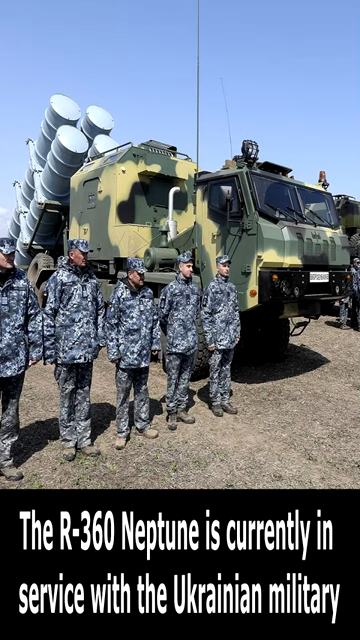 The R-360 Neptune is currently in
service with the Ukrainian military